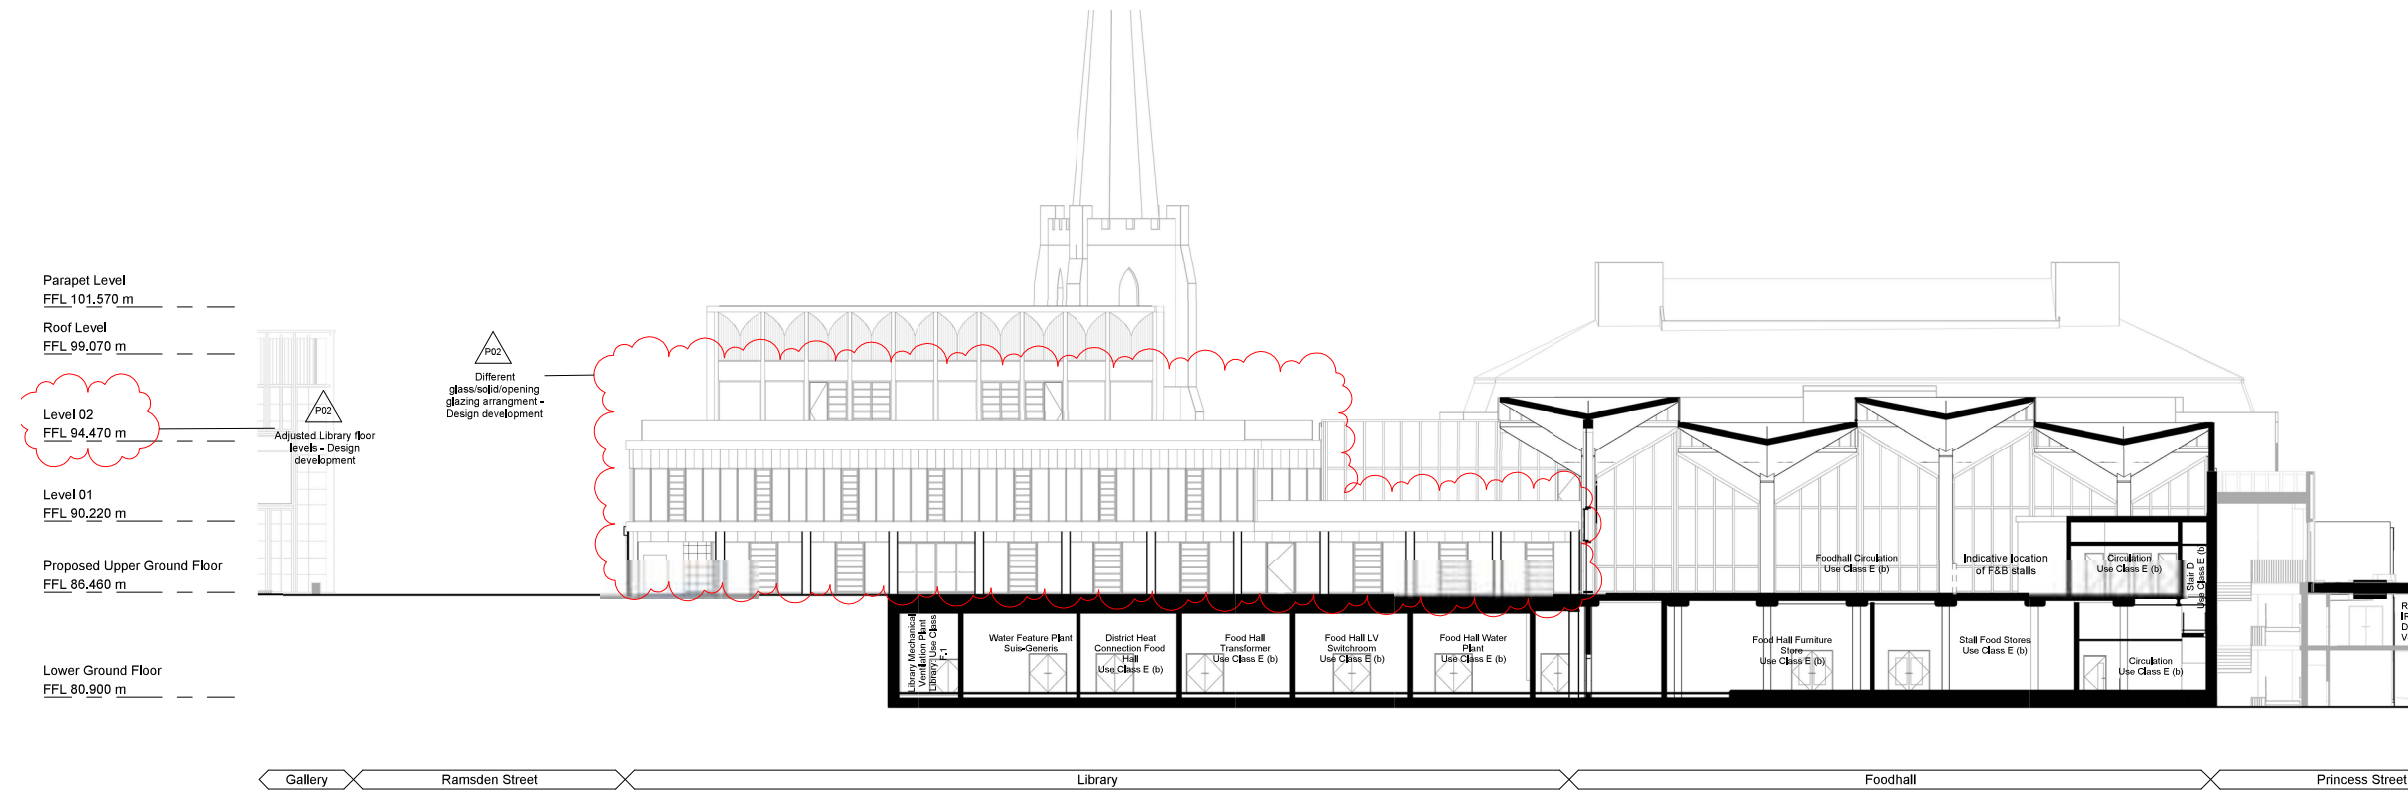 Parapet Level
FFL 101.570 m
Roof Level
FFL 99.070 m
Level 02
FFL 94.470 m
Level 01
FFL 90.220 m
Proposed Upper Ground Floor
FFL 86.460 m
Lower Ground Floor
FFL 80.900 m
P02
Adjusted Library floor
levels - Design
development
P02
Different
glass/solid/opening
glazing arrangment -
Design development
Foodhall Circulation
Use Class E (b)
Indicative location
of F&B stalls
Circulation
Use Class E (b)
Stair D
Use Class E (b)
Library Mechanical
Ventilation Plant
Library: Use Class
F.1
Water Feature Plant
Suis-Generis
District Heat
Connection Food
Hall
Use Class E (b)
Food Hall
Transformer
Use Class E (b)
Food Hall LV
Switchroom
Use Class E (b)
Food Hall Water
Plant
Use Class E (b)
Food Hall Furniture
Store
Use Class E (b)
Stall Food Stores
Use Class E (b)
Circulation
Use Class E (b)
Gallery
Ramsden Street
Library
Foodhall
Princess Street